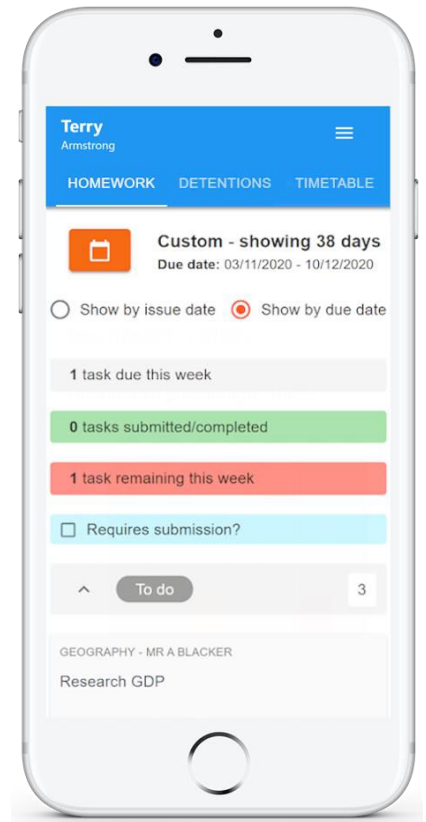 Terry
Armstrong
HOMEWORK DETENTIONS TIMETABLE
Custom - showing 38 days
Due date: 03/11/2020 - 10/12/2020
Show by issue date Show by due date
1 task due this week
0 tasks submitted/completed
1 task remaining this week
Requires submission?
To do 3
GEOGRAPHY - MR A BLACKER
Research GDP